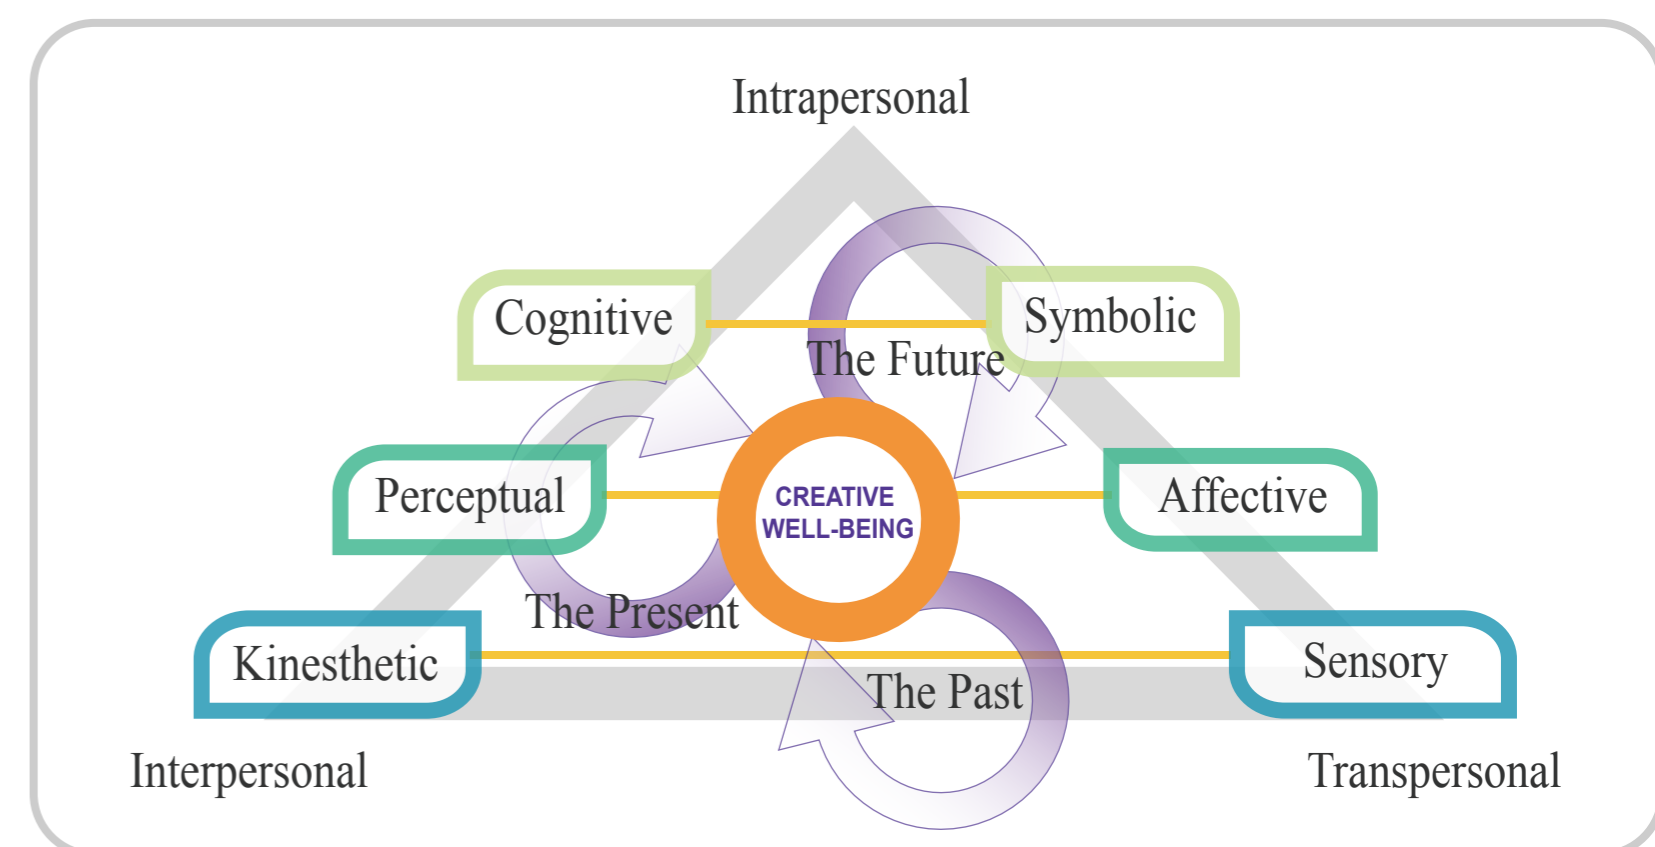 Intrapersonal
Cognitive
Symbolic
The Future
Perceptual
CREATIVE
WELL-BEING
Affective
The Present
Kinesthetic
Sensory
The Past
Interpersonal
Transpersonal